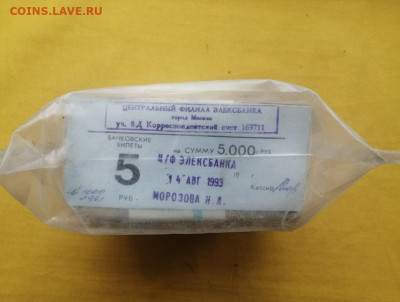 COINS.LAVE.RU
ЦЕНТРАЛЬНЫЙ ФИЛИАЛ ЭЛЕКСБАНКА
город Москва
уч. ВД Корреспондентский счет 169711
БАНКОВСКИЕ
БИЛЕТЫ
НА СУММУ 5.000 РУБ
5
РУБ.
Ц/Ф ЭЛЕКСБАНКА
14 АВГ 1993
Кассир
МОРОЗОВА Н.А.